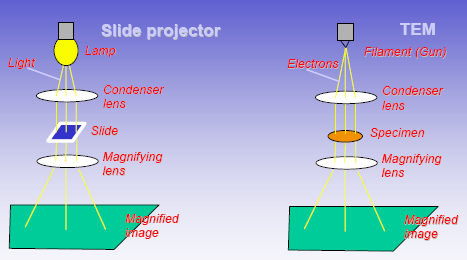 Slide projector
Lamp
Light
Condenser
lens
Slide
Magnifying
lens
Magnified
image
TEM
Filament (Gun)
Electrons
Condenser
lens
Specimen
Magnifying
lens
Magnified
image